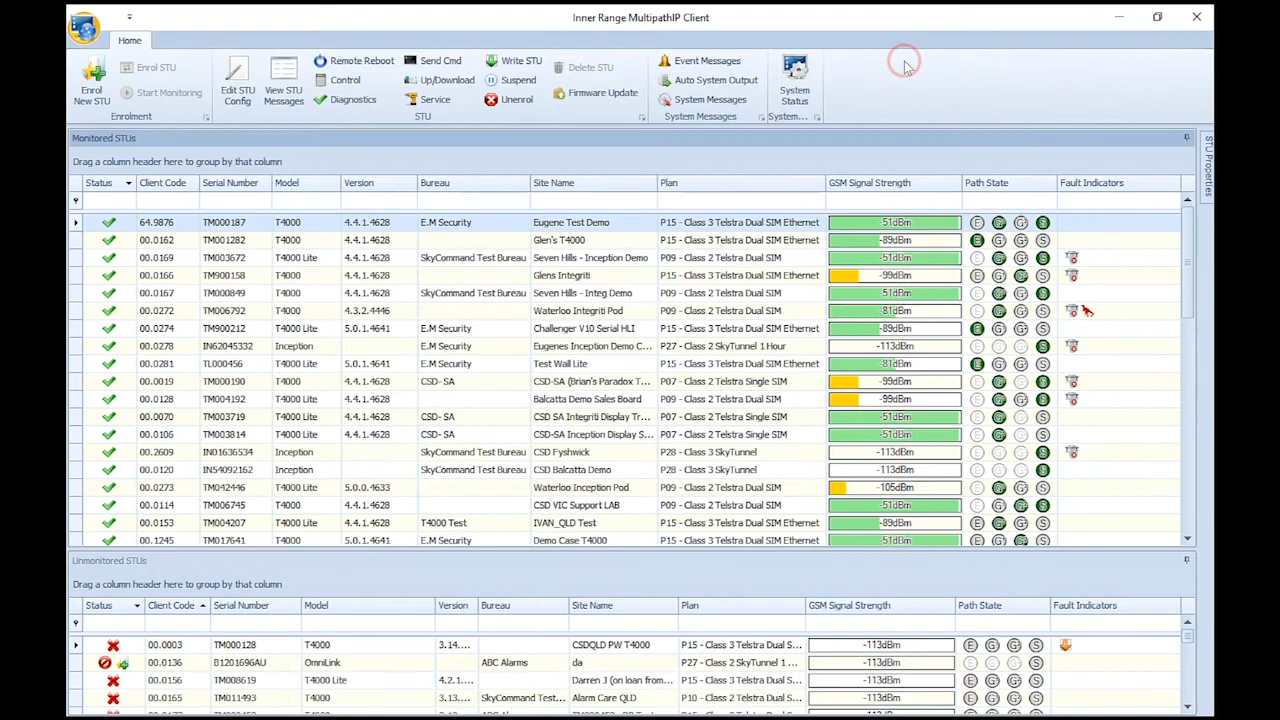 Inner Range MultipathIP Client
Home
Enrol New STU
Enrol STU
Start Monitoring
Enrolment
Edit STU Config
View STU Messages
Remote Reboot
Control
Diagnostics
Send Cmd
Up/Download
Service
Write STU
Suspend
Unenrol
Delete STU
Firmware Update
STU
Event Messages
Auto System Output
System Messages
System Messages
System Status
System...
STU Properties
Monitored STUs
Drag a column header here to group by that column
Status Client Code Serial Number Model Version Bureau Site Name Plan GSM Signal Strength Path State Fault Indicators
64.9876 TM000187 T4000 4.4.1.4628 E.M Security Eugene Test Demo P15 - Class 3 Telstra Dual SIM Ethernet -51dBm E G G S
00.0162 TM001282 T4000 4.4.1.4628 Glen's T4000 P15 - Class 3 Telstra Dual SIM Ethernet -89dBm E G G S
00.0169 TM003672 T4000 Lite 4.4.1.4628 SkyCommand Test Bureau Seven Hills - Inception Demo P09 - Class 2 Telstra Dual SIM -51dBm E G G S
00.0166 TM900158 T4000 4.4.1.4628 Glens Integriti P15 - Class 3 Telstra Dual SIM Ethernet -99dBm E G G S
00.0167 TM000849 T4000 4.4.1.4628 SkyCommand Test Bureau Seven Hills - Integ Demo P09 - Class 2 Telstra Dual SIM -51dBm E G G S
00.0272 TM006792 T4000 4.3.2.4446 Waterloo Integriti Pod P09 - Class 2 Telstra Dual SIM -81dBm E G G S
00.0274 TM900212 T4000 Lite 5.0.1.4641 E.M Security Challenger V10 Serial HLI P15 - Class 3 Telstra Dual SIM Ethernet -89dBm E G G S
00.0278 IN62045332 Inception Eugenes Inception Demo C... P27 - Class 2 SkyTunnel 1 Hour -113dBm E G G S
00.0281 TL000456 T4000 Lite 5.0.1.4641 E.M Security Test Wall Lite P15 - Class 3 Telstra Dual SIM Ethernet -81dBm E G G S
00.0019 TM000190 T4000 4.4.1.4628 CSD- SA CSD-SA (Brian's Paradox T... P07 - Class 2 Telstra Single SIM -99dBm E G G S
00.0128 TM004192 T4000 4.4.1.4628 Balcatta Demo Sales Board P09 - Class 2 Telstra Dual SIM -99dBm E G G S
00.0070 TM003719 T4000 Lite 4.4.1.4628 CSD- SA CSD SA Integriti Display Tr... P07 - Class 2 Telstra Single SIM -51dBm E G G S
00.0106 TM003814 T4000 Lite 4.4.1.4628 CSD- SA CSD-SA Inception Display S... P07 - Class 2 Telstra Single SIM -51dBm E G G S
00.2609 IN01636534 Inception SkyCommand Test Bureau CSD Fyshwick P28 - Class 3 SkyTunnel -113dBm E G G S
00.0120 IN54092162 Inception SkyCommand Test Bureau CSD Balcatta Demo P28 - Class 3 SkyTunnel -113dBm E G G S
00.0273 TM042446 T4000 Lite 5.0.0.4633 Waterloo Inception Pod P09 - Class 2 Telstra Dual SIM -105dBm E G G S
00.0114 TM006745 T4000 4.4.1.4628 CSD VIC Support LAB P09 - Class 2 Telstra Dual SIM -51dBm E G G S
00.0153 TM004207 T4000 Lite 4.4.1.4628 T4000 Test IVAN_QLD Test P15 - Class 3 Telstra Dual SIM Ethernet -89dBm E G G S
00.1245 TM017641 T4000 Lite 5.0.1.4641 E.M Security Demo Case T4000 P15 - Class 3 Telstra Dual SIM Ethernet -51dBm E G G S
Unmonitored STUs
Drag a column header here to group by that column
Status Client Code Serial Number Model Version Bureau Site Name Plan GSM Signal Strength Path State Fault Indicators
00.0003 TM000128 T4000 3.14.... CSDQLD PW T4000 P15 - Class 3 Telstra Dual S... -113dBm E G G S
00.0136 B1201696AU OmniLink ABC Alarms da P27 - Class 2 SkyTunnel 1 ... -113dBm E G G S
00.0156 TM008619 T4000 Lite 4.2.1.... Darren J (on loan from... P15 - Class 3 Telstra Dual S... -113dBm E G G S
00.0165 TM011493 T4000 3.13.... SkyCommand Test... Alarm Care QLD P10 - Class 2 Telstra Dual S... -113dBm E G G S